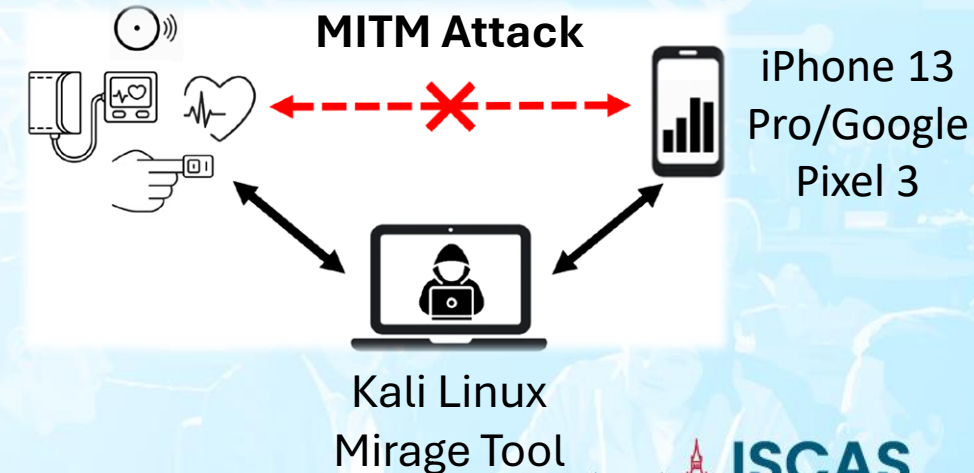 MITM Attack
iPhone 13
Pro/Google
Pixel 3
Kali Linux
Mirage Tool
ISCAS